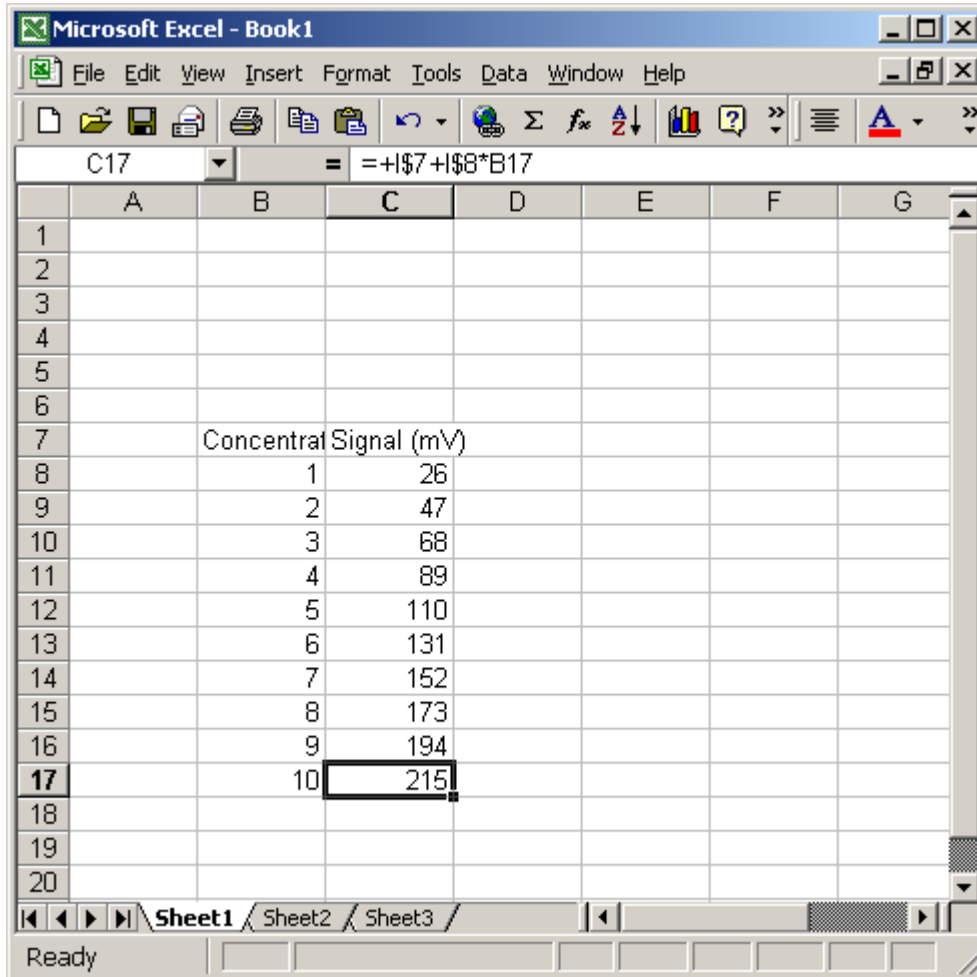 Microsoft Excel - Book1
File Edit View Insert Format Tools Data Window Help
C17 = =+I$7+I$8*B17
A B C D E F G
1
2
3
4
5
6
7 Concentrat Signal (mV)
8 1 26
9 2 47
10 3 68
11 4 89
12 5 110
13 6 131
14 7 152
15 8 173
16 9 194
17 10 215
18
19
20
Sheet1 Sheet2 Sheet3
Ready